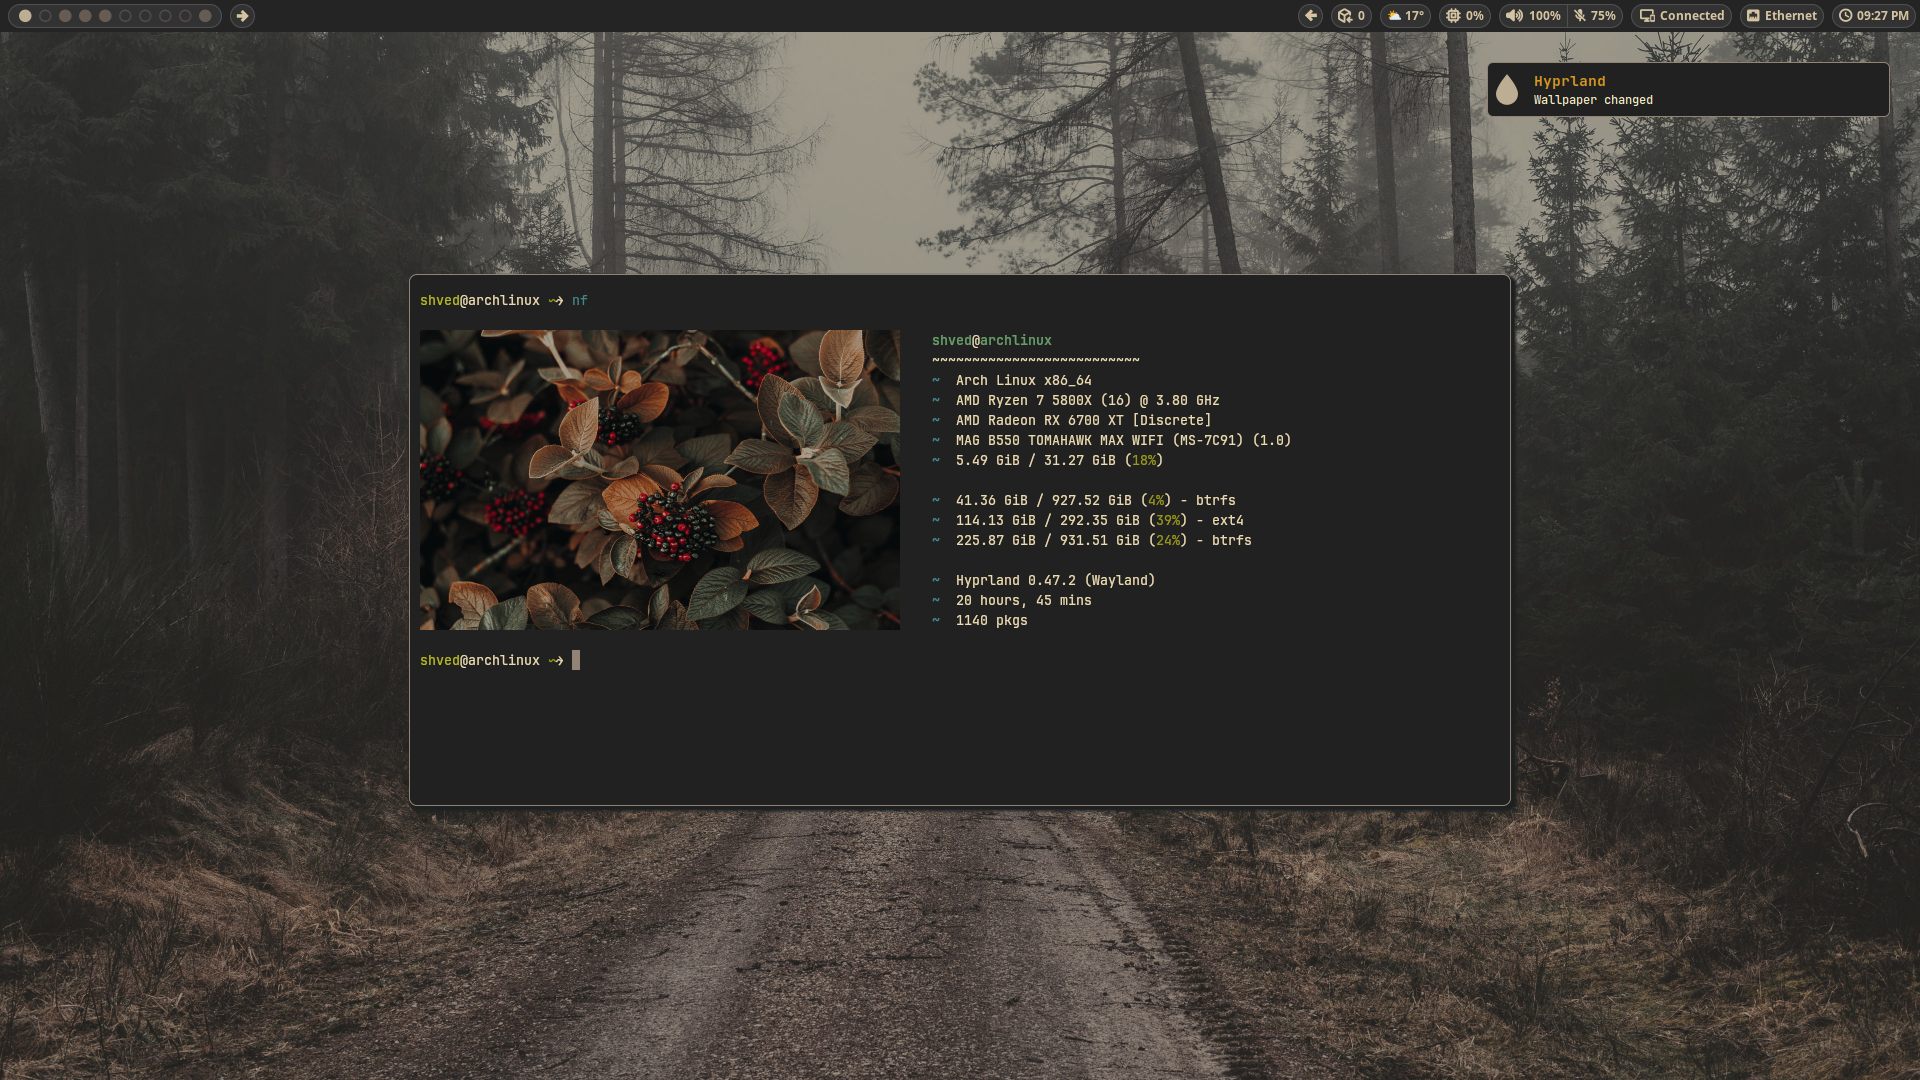 0
17°
0%
100%
75%
Connected
Ethernet
09:27 PM
Hyprland
Wallpaper changed
shved@archlinux ~> nf
shved@archlinux
~~~~~~~~~~~~~~~~~~~~~~~~~~
~ Arch Linux x86_64
~ AMD Ryzen 7 5800X (16) @ 3.80 GHz
~ AMD Radeon RX 6700 XT [Discrete]
~ MAG B550 TOMAHAWK MAX WIFI (MS-7C91) (1.0)
~ 5.49 GiB / 31.27 GiB (18%)
~ 41.36 GiB / 927.52 GiB (4%) - btrfs
~ 114.13 GiB / 292.35 GiB (39%) - ext4
~ 225.87 GiB / 931.51 GiB (24%) - btrfs
~ Hyprland 0.47.2 (Wayland)
~ 20 hours, 45 mins
~ 1140 pkgs
shved@archlinux ~>